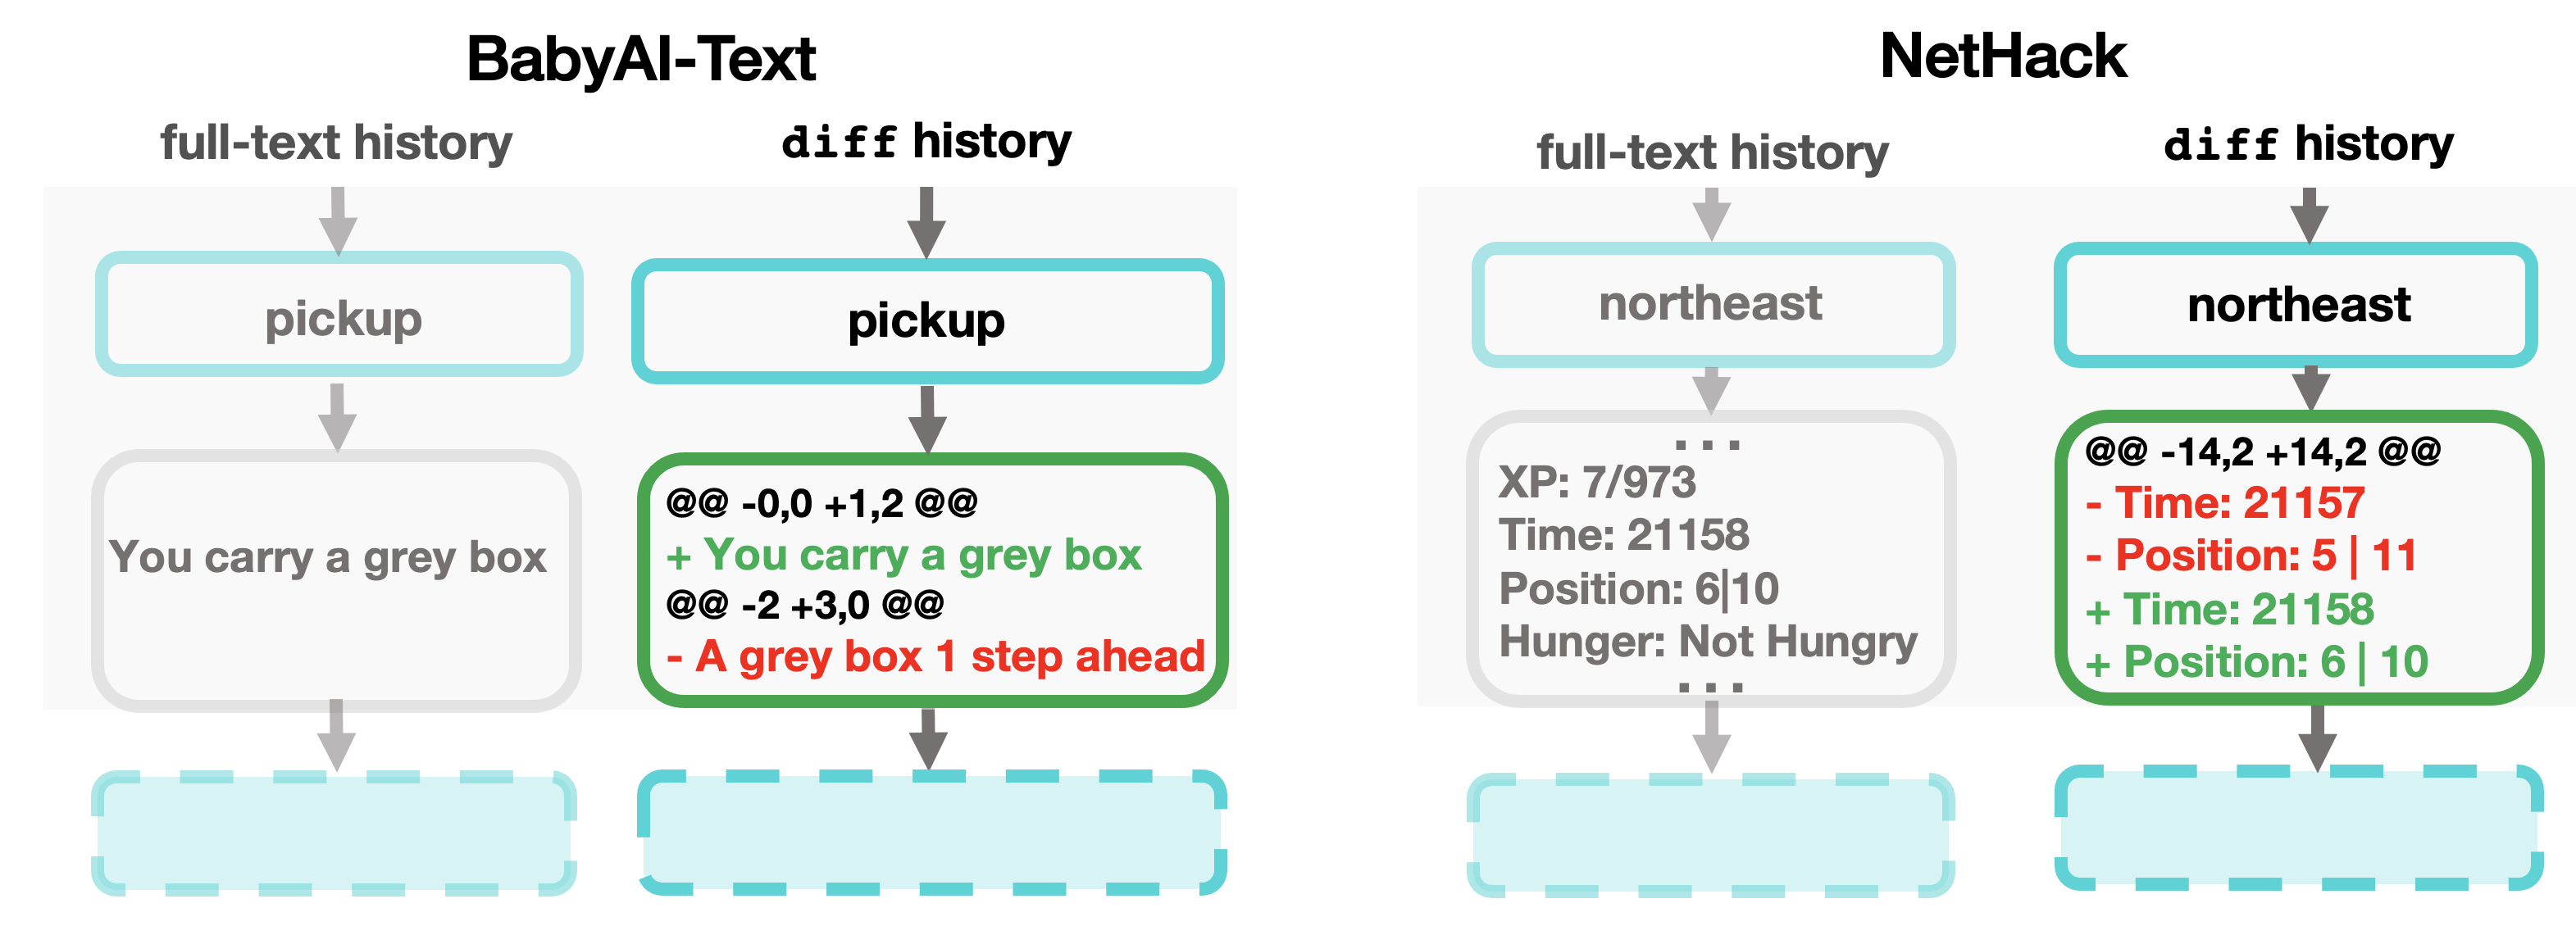 BabyAI-Text
full-text history
pickup
You carry a grey box
diff history
pickup
@@ -0,0 +1,2 @@
+ You carry a grey box
@@ -2 +3,0 @@
- A grey box 1 step ahead
NetHack
full-text history
northeast
...
XP: 7/973
Time: 21158
Position: 6|10
Hunger: Not Hungry
...
diff history
northeast
@@ -14,2 +14,2 @@
- Time: 21157
- Position: 5 | 11
+ Time: 21158
+ Position: 6 | 10